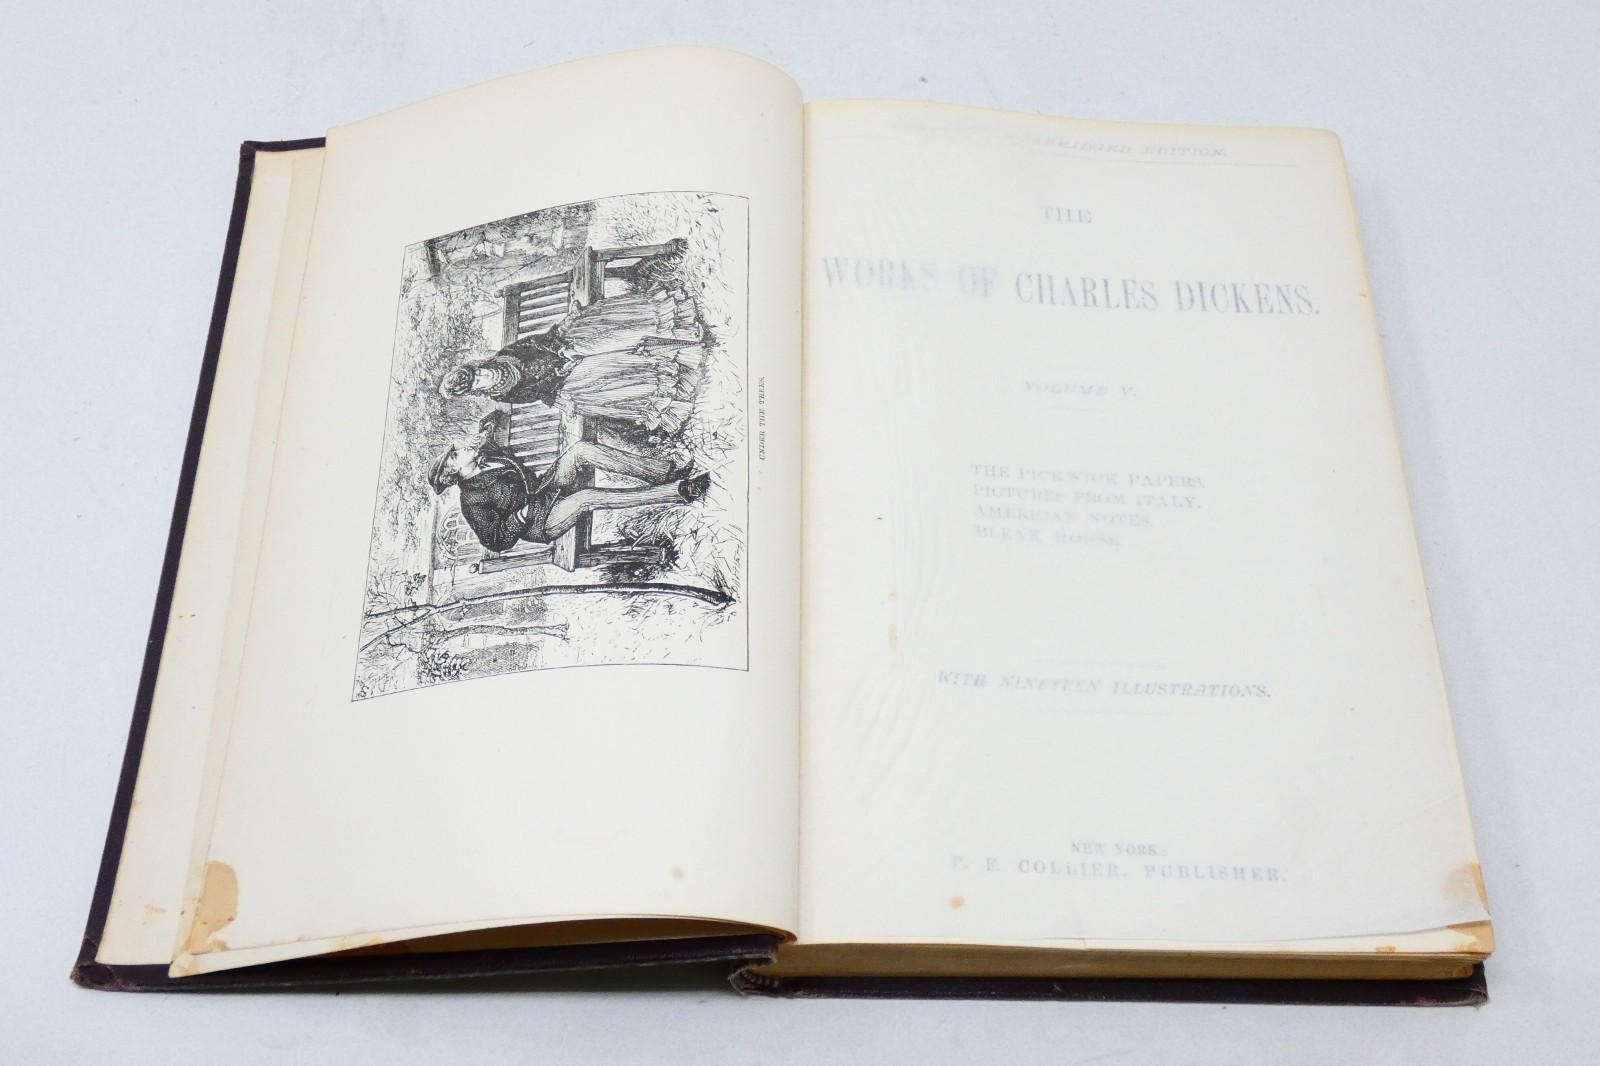 UNDER THE TREES.
UNABRIDGED EDITION.
THE
WORKS OF CHARLES DICKENS.
VOLUME V.
THE PICKWICK PAPERS.
PICTURES FROM ITALY.
AMERICAN NOTES.
BLEAK HOUSE.
WITH NINETEEN ILLUSTRATIONS.
NEW YORK:
P. F. COLLIER, PUBLISHER.